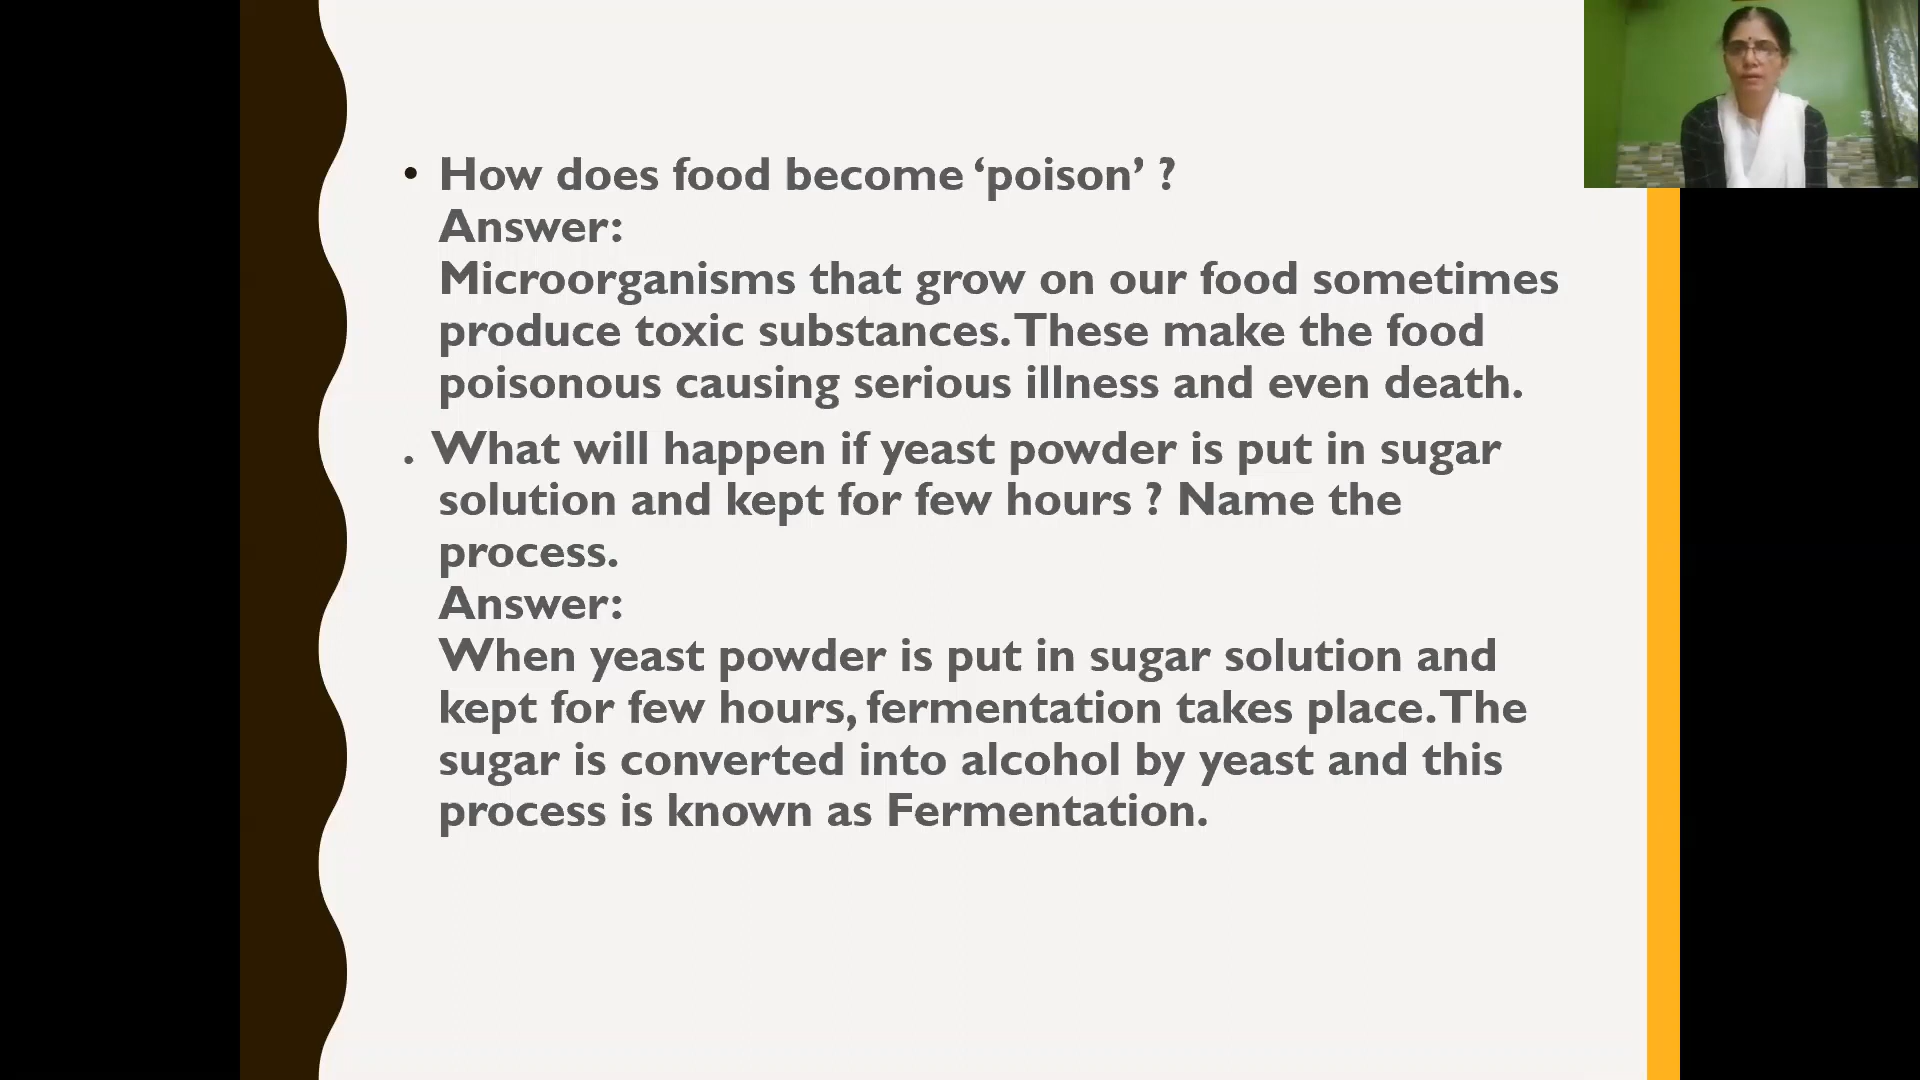 • How does food become ‘poison’ ?
Answer:
Microorganisms that grow on our food sometimes
produce toxic substances. These make the food
poisonous causing serious illness and even death.
. What will happen if yeast powder is put in sugar
solution and kept for few hours ? Name the
process.
Answer:
When yeast powder is put in sugar solution and
kept for few hours, fermentation takes place. The
sugar is converted into alcohol by yeast and this
process is known as Fermentation.